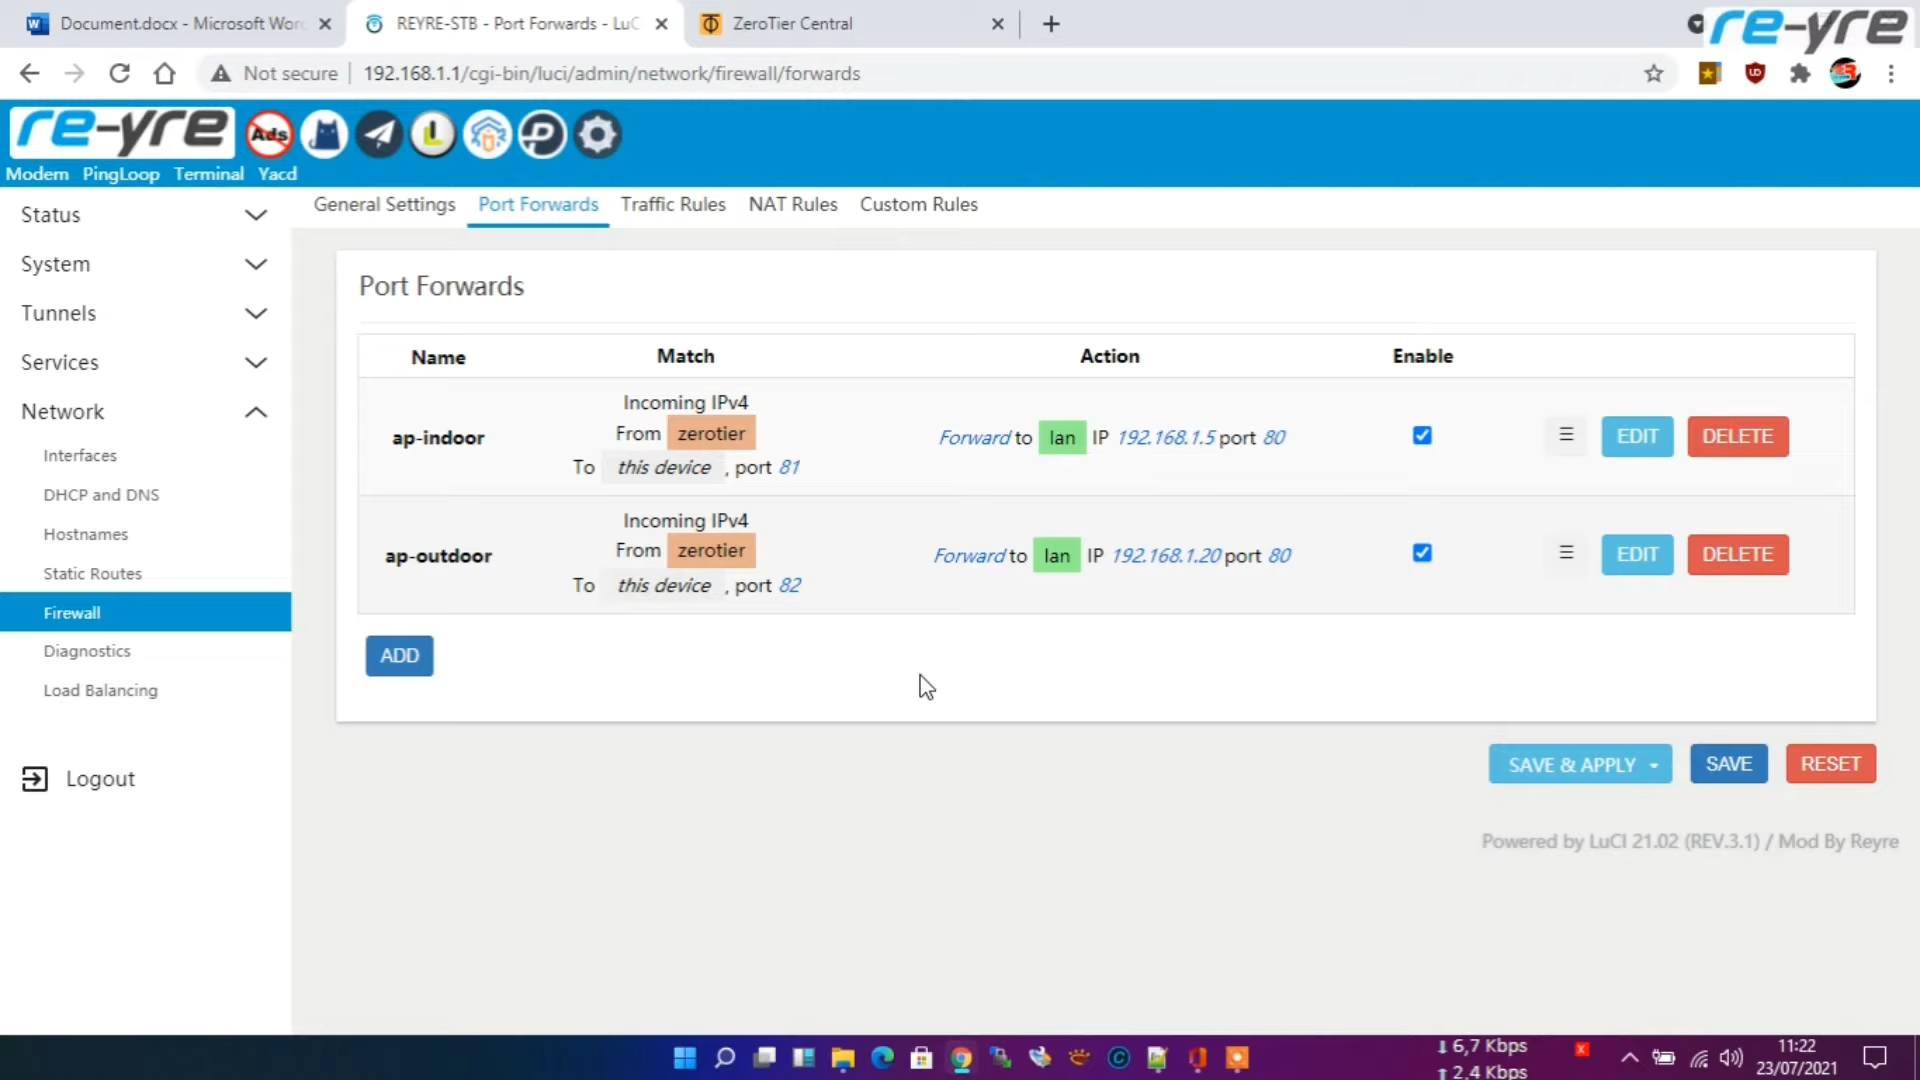 Document.docx - Microsoft Wor
REYRE-STB - Port Forwards - LuC
ZeroTier Central
re-yre
Not secure
192.168.1.1/cgi-bin/luci/admin/network/firewall/forwards
re-yre
Ads
Modem PingLoop Terminal Yacd
Status
System
Tunnels
Services
Network
Interfaces
DHCP and DNS
Hostnames
Static Routes
Firewall
Diagnostics
Load Balancing
Logout
General Settings Port Forwards Traffic Rules NAT Rules Custom Rules
Port Forwards
Name Match Action Enable
ap-indoor
Incoming IPv4
From zerotier
To this device , port 81
Forward to lan IP 192.168.1.5 port 80
EDIT DELETE
ap-outdoor
Incoming IPv4
From zerotier
To this device , port 82
Forward to lan IP 192.168.1.20 port 80
EDIT DELETE
ADD
SAVE & APPLY SAVE RESET
Powered by LuCI 21.02 (REV.3.1) / Mod By Reyre
6,7 Kbps
2,4 Kbps
11:22
23/07/2021